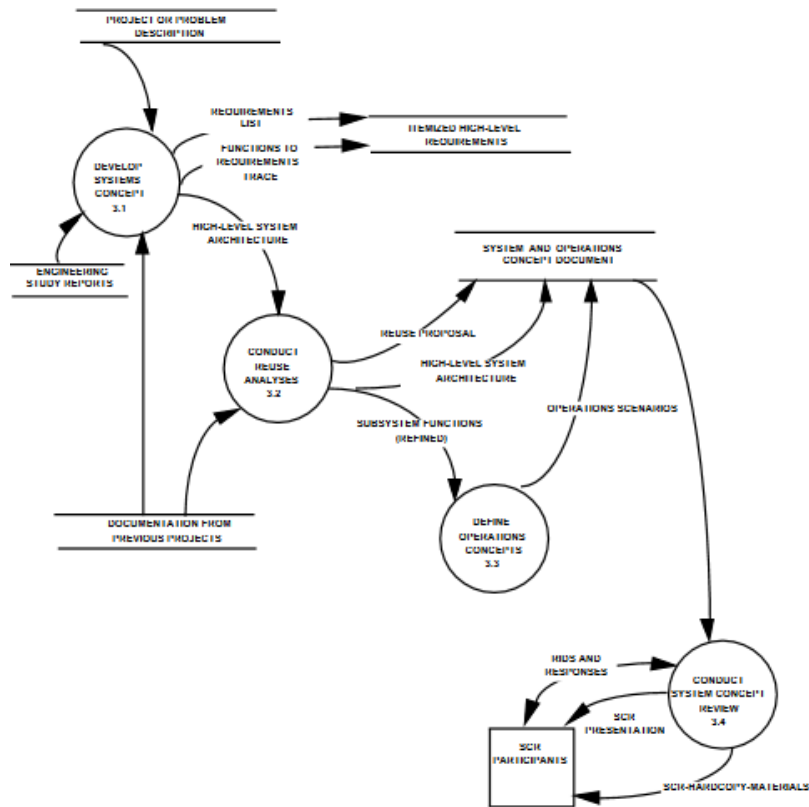 PROJECT OR PROBLEM
DESCRIPTION
REQUIREMENTS
LIST
ITEMIZED HIGH-LEVEL
REQUIREMENTS
FUNCTIONS TO
REQUIREMENTS
TRACE
DEVELOP
SYSTEMS
CONCEPT
3.1
HIGH-LEVEL SYSTEM
ARCHITECTURE
ENGINEERING
STUDY REPORTS
SYSTEM AND OPERATIONS
CONCEPT DOCUMENT
CONDUCT
REUSE
ANALYSES
3.2
REUSE PROPOSAL
HIGH-LEVEL SYSTEM
ARCHITECTURE
SUBSYSTEM FUNCTIONS
(REFINED)
OPERATIONS SCENARIOS
DOCUMENTATION FROM
PREVIOUS PROJECTS
DEFINE
OPERATIONS
CONCEPTS
3.3
RIDS AND
RESPONSES
CONDUCT
SYSTEM CONCEPT
REVIEW
3.4
SCR
PRESENTATION
SCR
PARTICIPANTS
SCR-HARDCOPY-MATERIALS